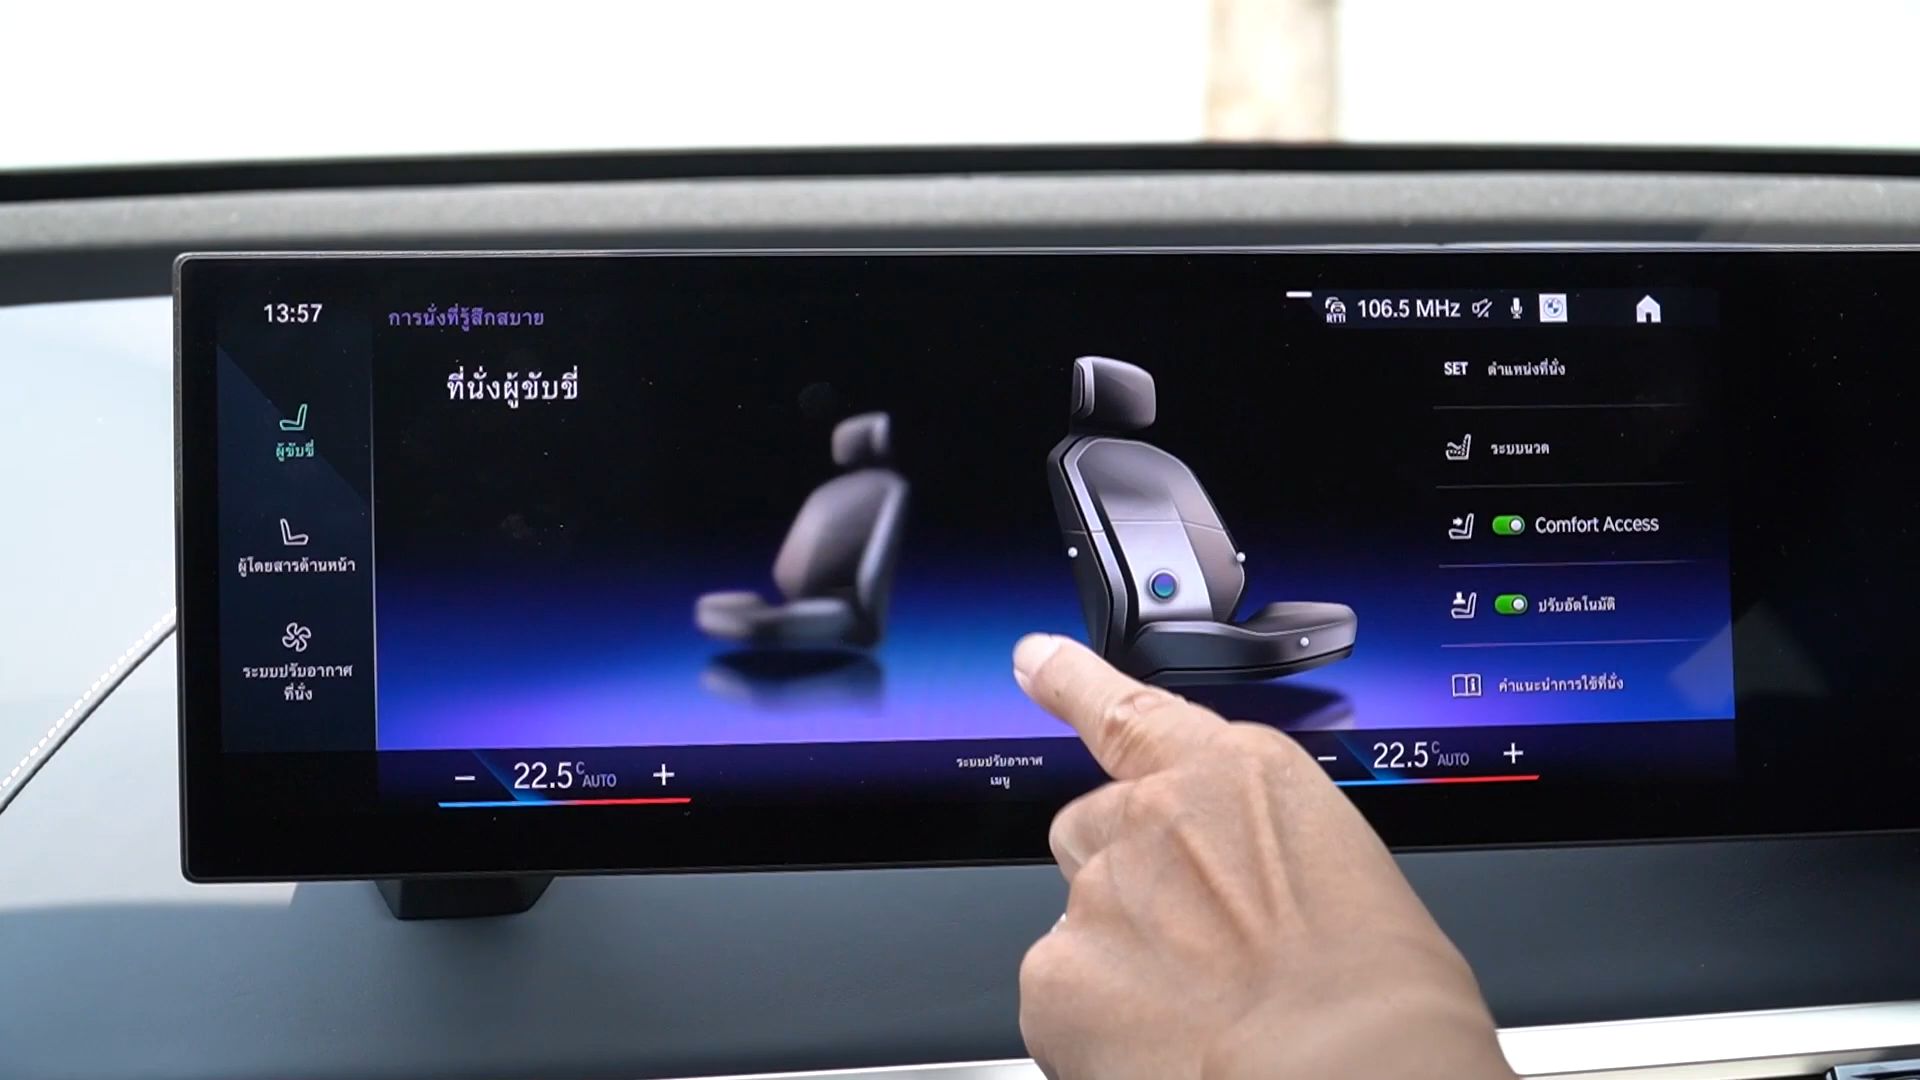 13:57
การนั่งที่รู้สึกสบาย
RTTI 106.5 MHz
ที่นั่งผู้ขับขี่
ผู้ขับขี่
ผู้โดยสารด้านหน้า
ระบบปรับอากาศ
ที่นั่ง
SET ตำแหน่งที่นั่ง
ระบบนวด
Comfort Access
ปรับอัตโนมัติ
คำแนะนำการใช้ที่นั่ง
− 22.5 C AUTO +
ระบบปรับอากาศ
เมนู
− 22.5 C AUTO +